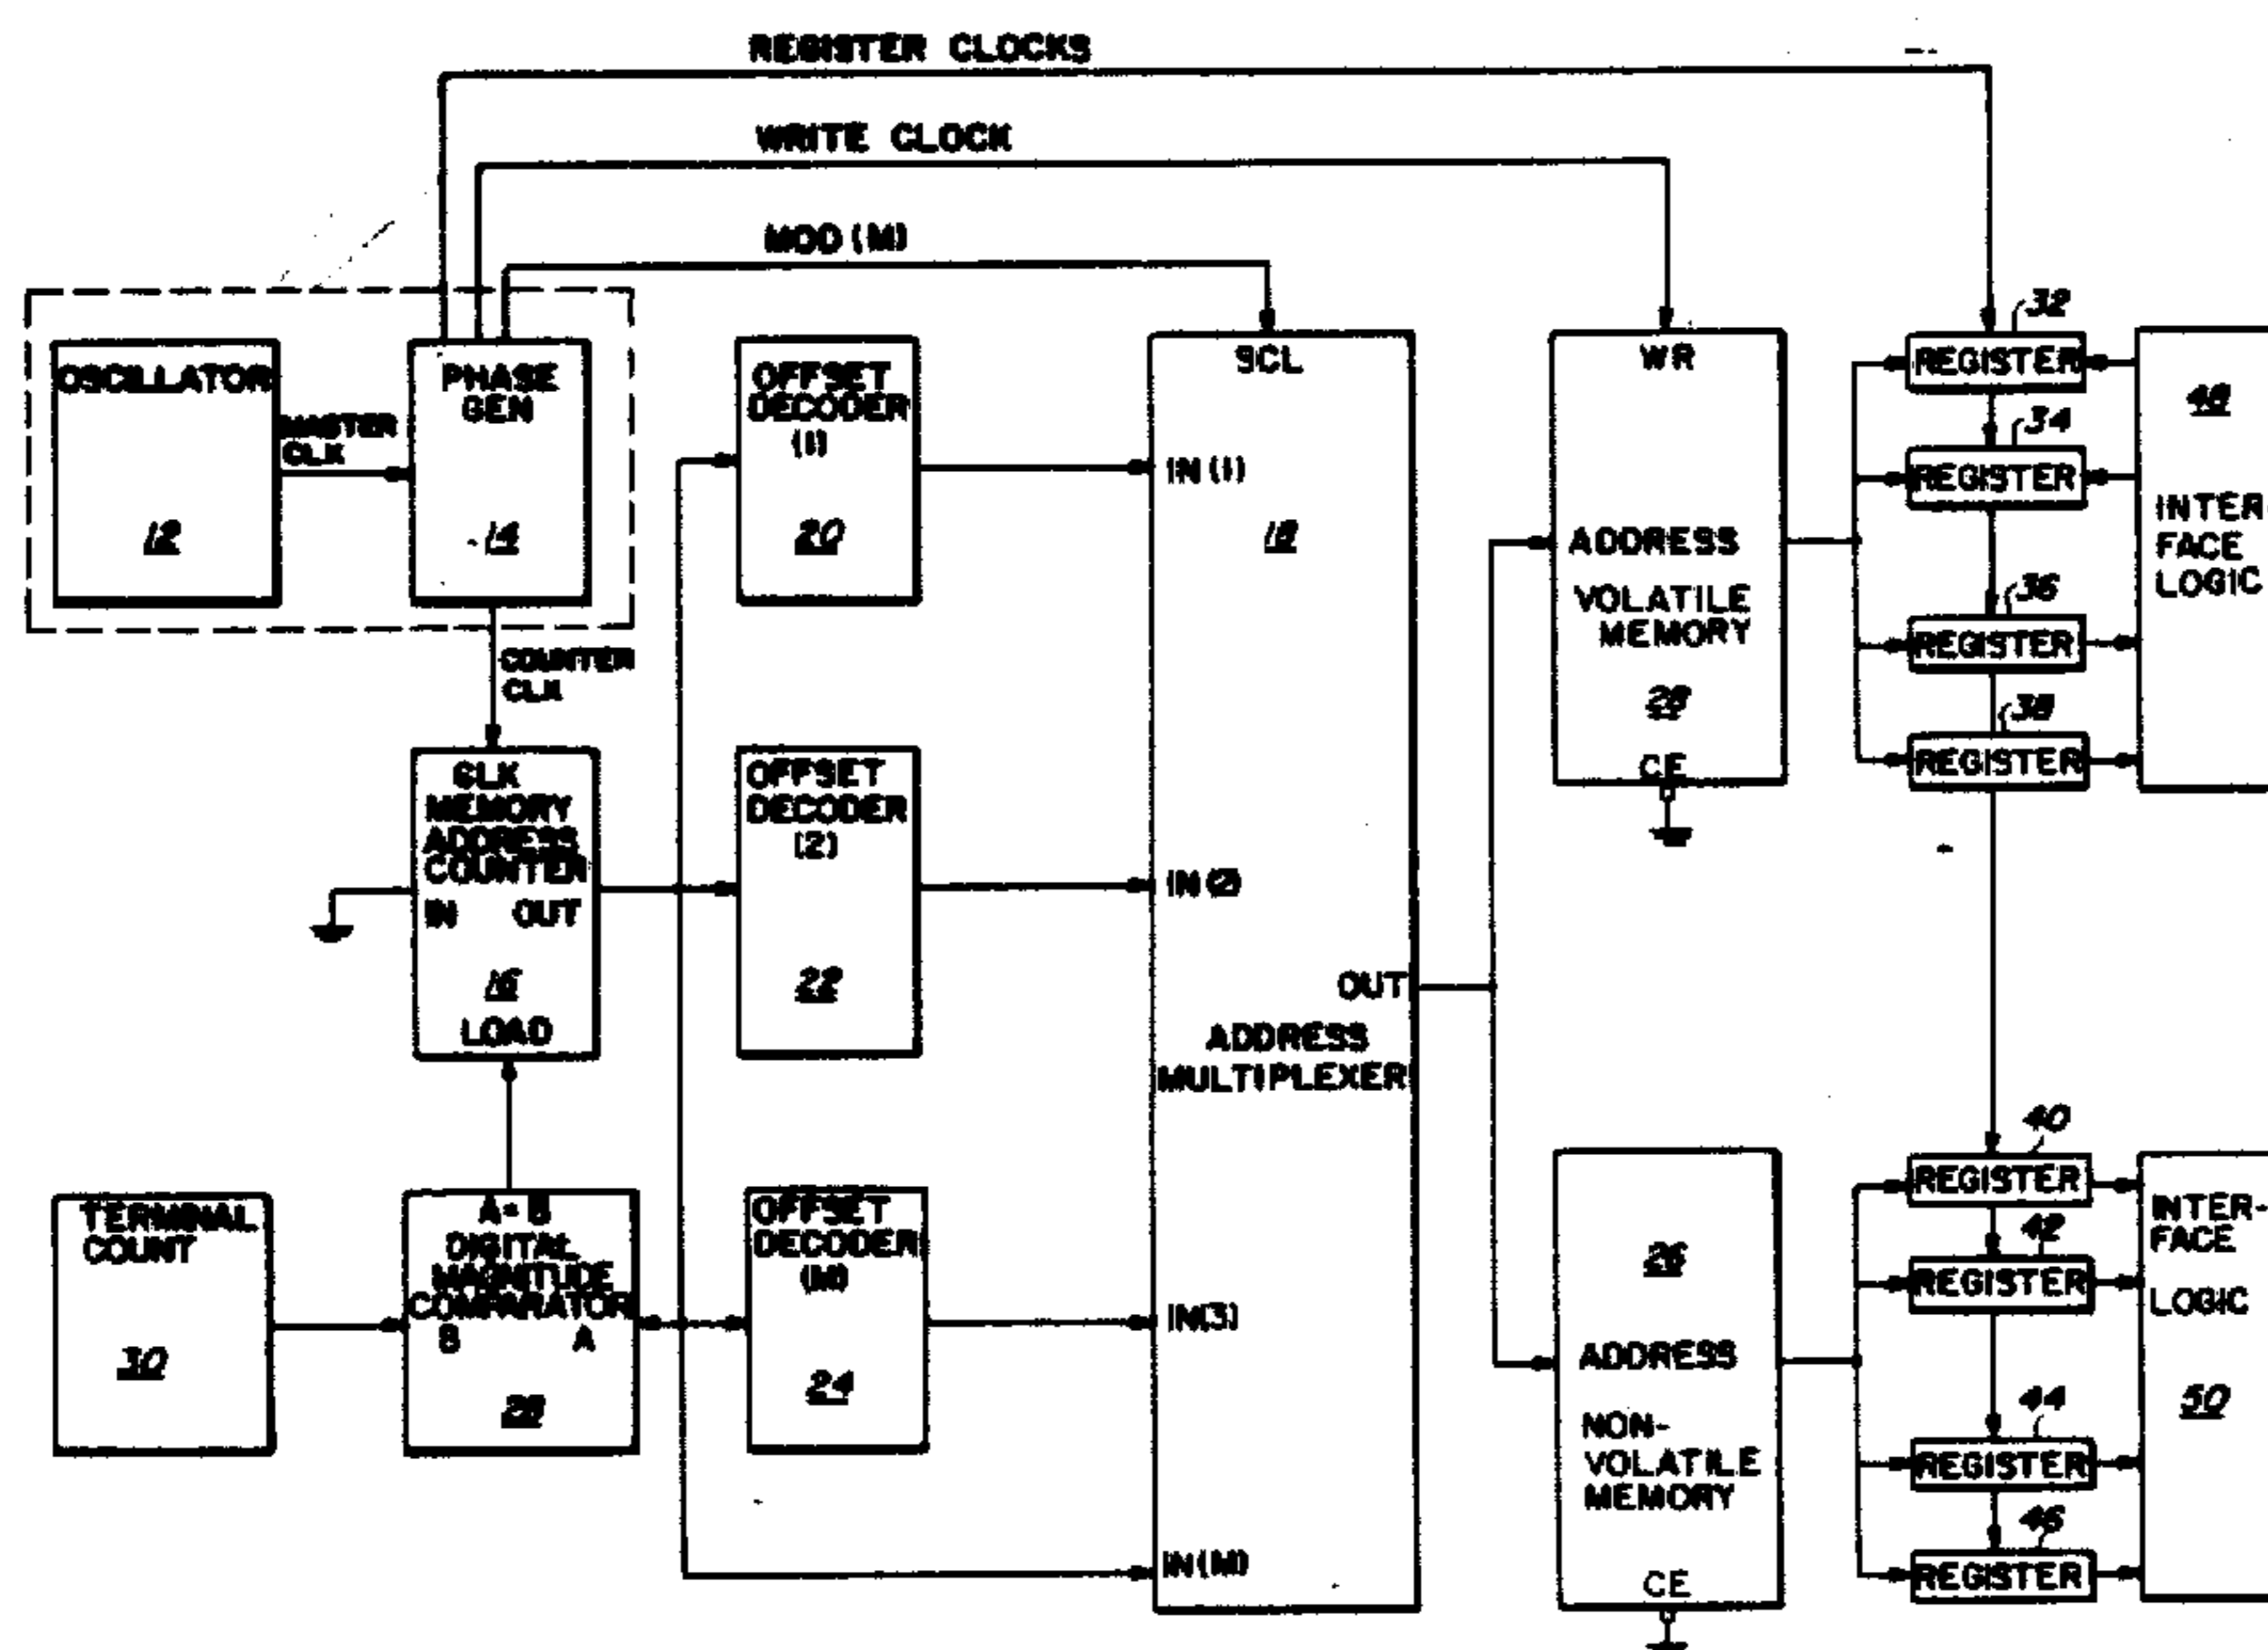 REGISTER CLOCKS
WRITE CLOCK
MOD (M)
OSCILLATOR
12
MASTER
CLK
PHASE
GEN
14
COUNTER
CLK
CLK
MEMORY
ADDRESS
COUNTER
IN OUT
16
LOAD
TERMINAL
COUNT
30
A=B
DIGITAL
MAGNITUDE
COMPARATOR
B A
28
OFFSET
DECODER
(1)
20
OFFSET
DECODER
(2)
22
OFFSET
DECODER
(M)
24
SCL
IN (1)
18
IN (2)
OUT
ADDRESS
MULTIPLEXER
IN(3)
IN(M)
WR
ADDRESS
VOLATILE
MEMORY
CE
26
ADDRESS
NON-
VOLATILE
MEMORY
CE
32
REGISTER
34
REGISTER
36
REGISTER
38
REGISTER
40
REGISTER
42
REGISTER
44
REGISTER
46
REGISTER
48
INTER
FACE
LOGIC
INTER-
FACE
LOGIC
50